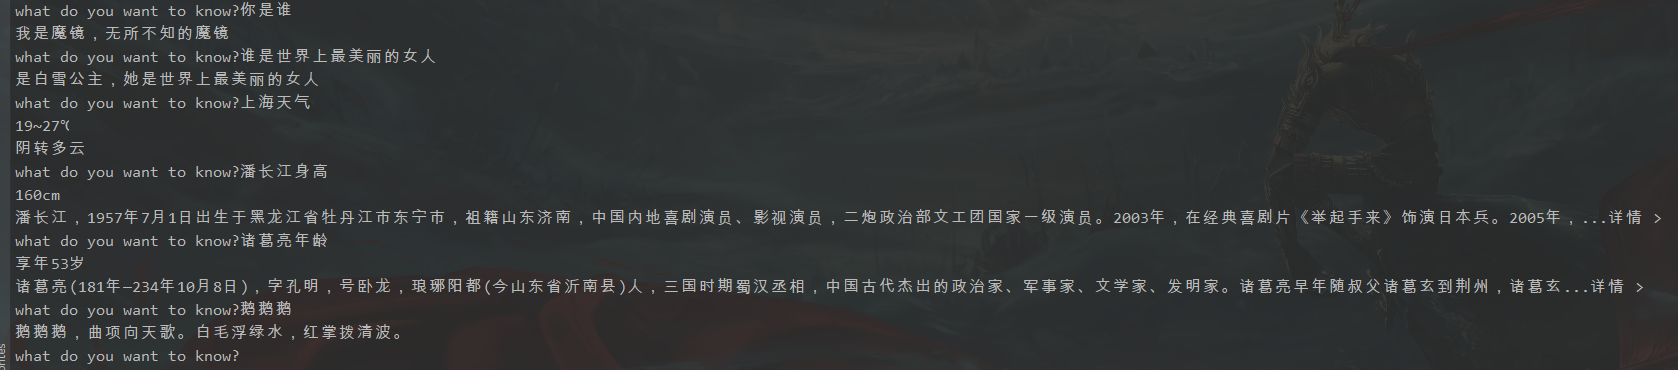 what do you want to know?你是谁
我是魔镜，无所不知的魔镜
what do you want to know?谁是世界上最美丽的女人
是白雪公主，她是世界上最美丽的女人
what do you want to know?上海天气
19~27℃
阴转多云
what do you want to know?潘长江身高
160cm
潘长江，1957年7月1日出生于黑龙江省牡丹江市东宁市，祖籍山东济南，中国内地喜剧演员、影视演员，二炮政治部文工团国家一级演员。2003年，在经典喜剧片《举起手来》饰演日本兵。2005年，...详情 >
what do you want to know?诸葛亮年龄
享年53岁
诸葛亮(181年—234年10月8日)，字孔明，号卧龙，琅琊阳都(今山东省沂南县)人，三国时期蜀汉丞相，中国古代杰出的政治家、军事家、文学家、发明家。诸葛亮早年随叔父诸葛玄到荆州，诸葛玄...详情 >
what do you want to know?鹅鹅鹅
鹅鹅鹅，曲项向天歌。白毛浮绿水，红掌拨清波。
what do you want to know?